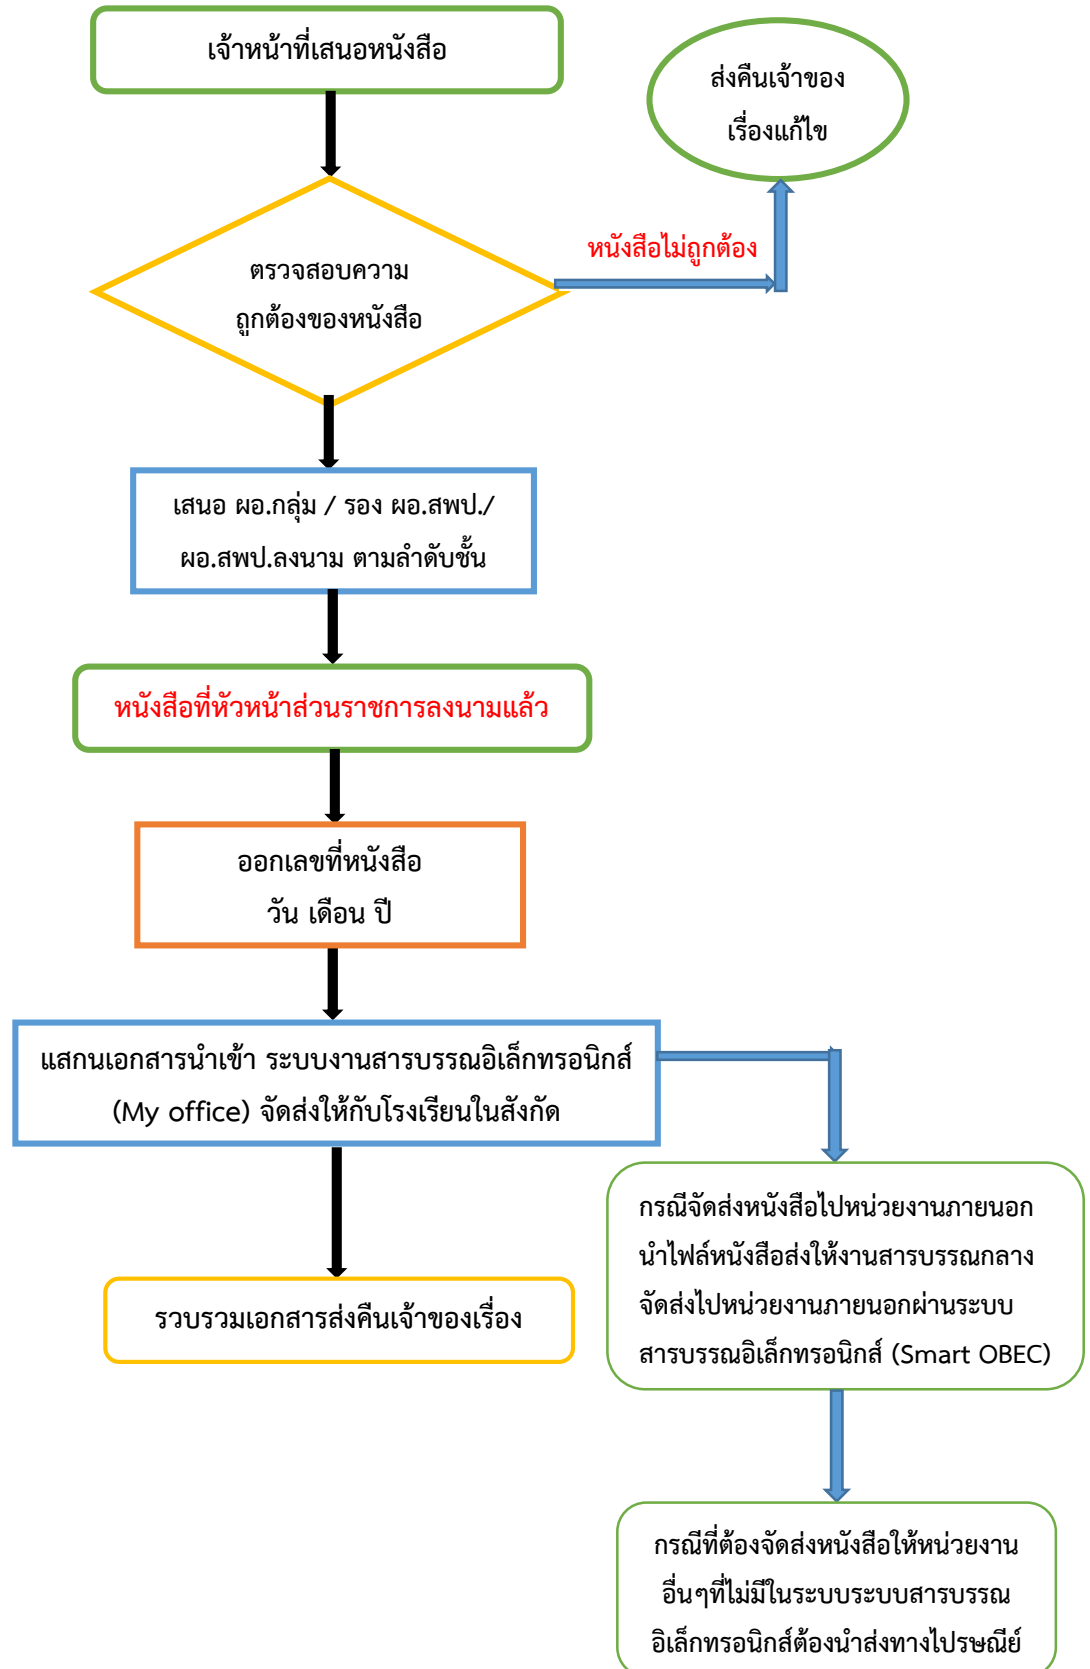 เจ้าหน้าที่เสนอหนังสือ
ส่งคืนเจ้าของ
เรื่องแก้ไข
หนังสือไม่ถูกต้อง
ตรวจสอบความ
ถูกต้องของหนังสือ
เสนอ ผอ.กลุ่ม / รอง ผอ.สพป./
ผอ.สพป.ลงนาม ตามลำดับชั้น
หนังสือที่หัวหน้าส่วนราชการลงนามแล้ว
ออกเลขที่หนังสือ
วัน เดือน ปี
แสกนเอกสารนำเข้า ระบบงานสารบรรณอิเล็กทรอนิกส์
(My office) จัดส่งให้กับโรงเรียนในสังกัด
กรณีจัดส่งหนังสือไปหน่วยงานภายนอก
นำไฟล์หนังสือส่งให้งานสารบรรณกลาง
จัดส่งไปหน่วยงานภายนอกผ่านระบบ
สารบรรณอิเล็กทรอนิกส์ (Smart OBEC)
รวบรวมเอกสารส่งคืนเจ้าของเรื่อง
กรณีที่ต้องจัดส่งหนังสือให้หน่วยงาน
อื่นๆที่ไม่มีในระบบระบบสารบรรณ
อิเล็กทรอนิกส์ต้องนำส่งทางไปรษณีย์